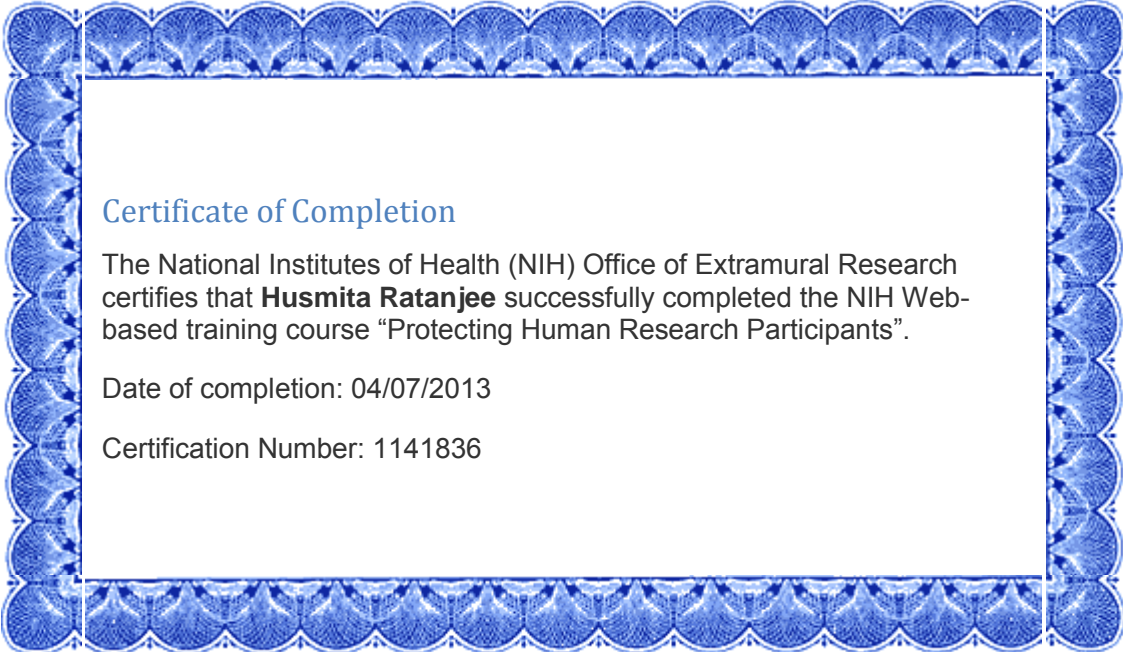 Certificate of Completion
The National Institutes of Health (NIH) Office of Extramural Research
certifies that Husmita Ratanjee successfully completed the NIH Web-
based training course “Protecting Human Research Participants”.
Date of completion: 04/07/2013
Certification Number: 1141836